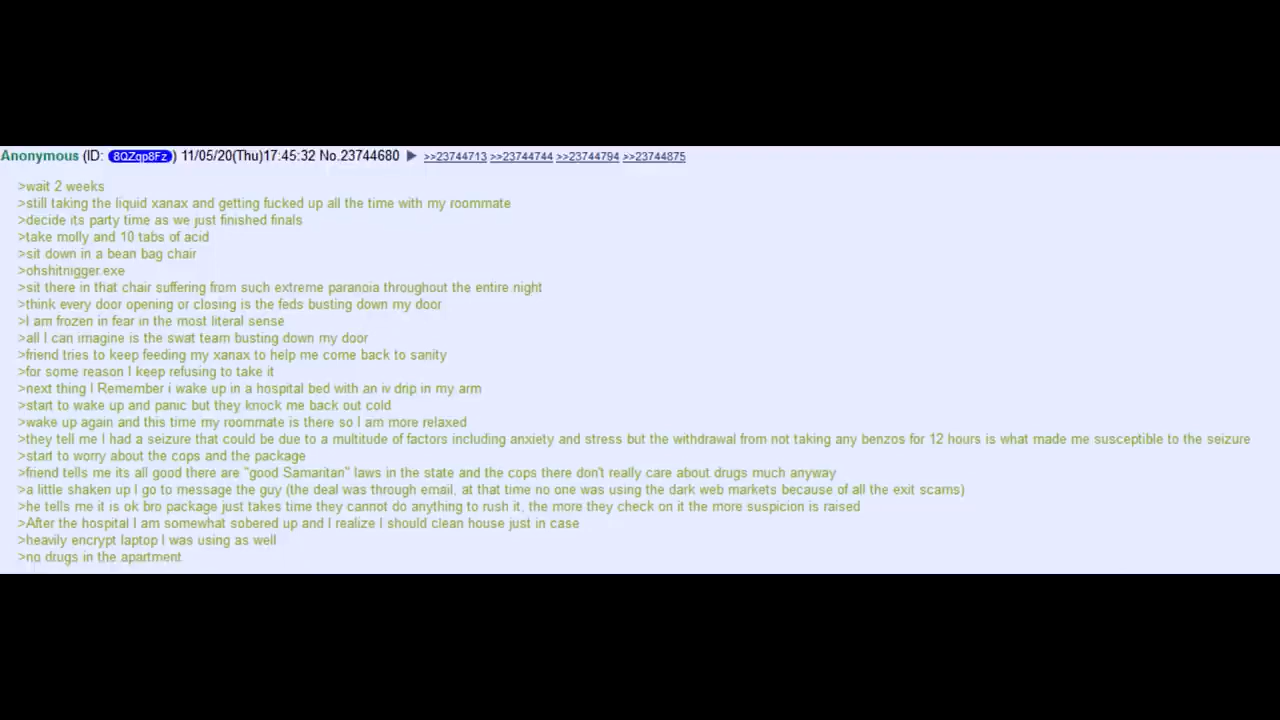 Anonymous (ID: 8QZqp8Fz) 11/05/20(Thu)17:45:32 No.23744680 ▶ >>23744713 >>23744744 >>23744794 >>23744875
>wait 2 weeks
>still taking the liquid xanax and getting fucked up all the time with my roommate
>decide its party time as we just finished finals
>take molly and 10 tabs of acid
>sit down in a bean bag chair
>ohshitnigger.exe
>sit there in that chair suffering from such extreme paranoia throughout the entire night
>think every door opening or closing is the feds busting down my door
>I am frozen in fear in the most literal sense
>all I can imagine is the swat team busting down my door
>friend tries to keep feeding my xanax to help me come back to sanity
>for some reason I keep refusing to take it
>next thing I Remember i wake up in a hospital bed with an iv drip in my arm
>start to wake up and panic but they knock me back out cold
>wake up again and this time my roommate is there so I am more relaxed
>they tell me I had a seizure that could be due to a multitude of factors including anxiety and stress but the withdrawal from not taking any benzos for 12 hours is what made me susceptible to the seizure
>start to worry about the cops and the package
>friend tells me its all good there are "good Samaritan" laws in the state and the cops there don't really care about drugs much anyway
>a little shaken up I go to message the guy (the deal was through email, at that time no one was using the dark web markets because of all the exit scams)
>he tells me it is ok bro package just takes time they cannot do anything to rush it, the more they check on it the more suspicion is raised
>After the hospital I am somewhat sobered up and I realize I should clean house just in case
>heavily encrypt laptop I was using as well
>no drugs in the apartment